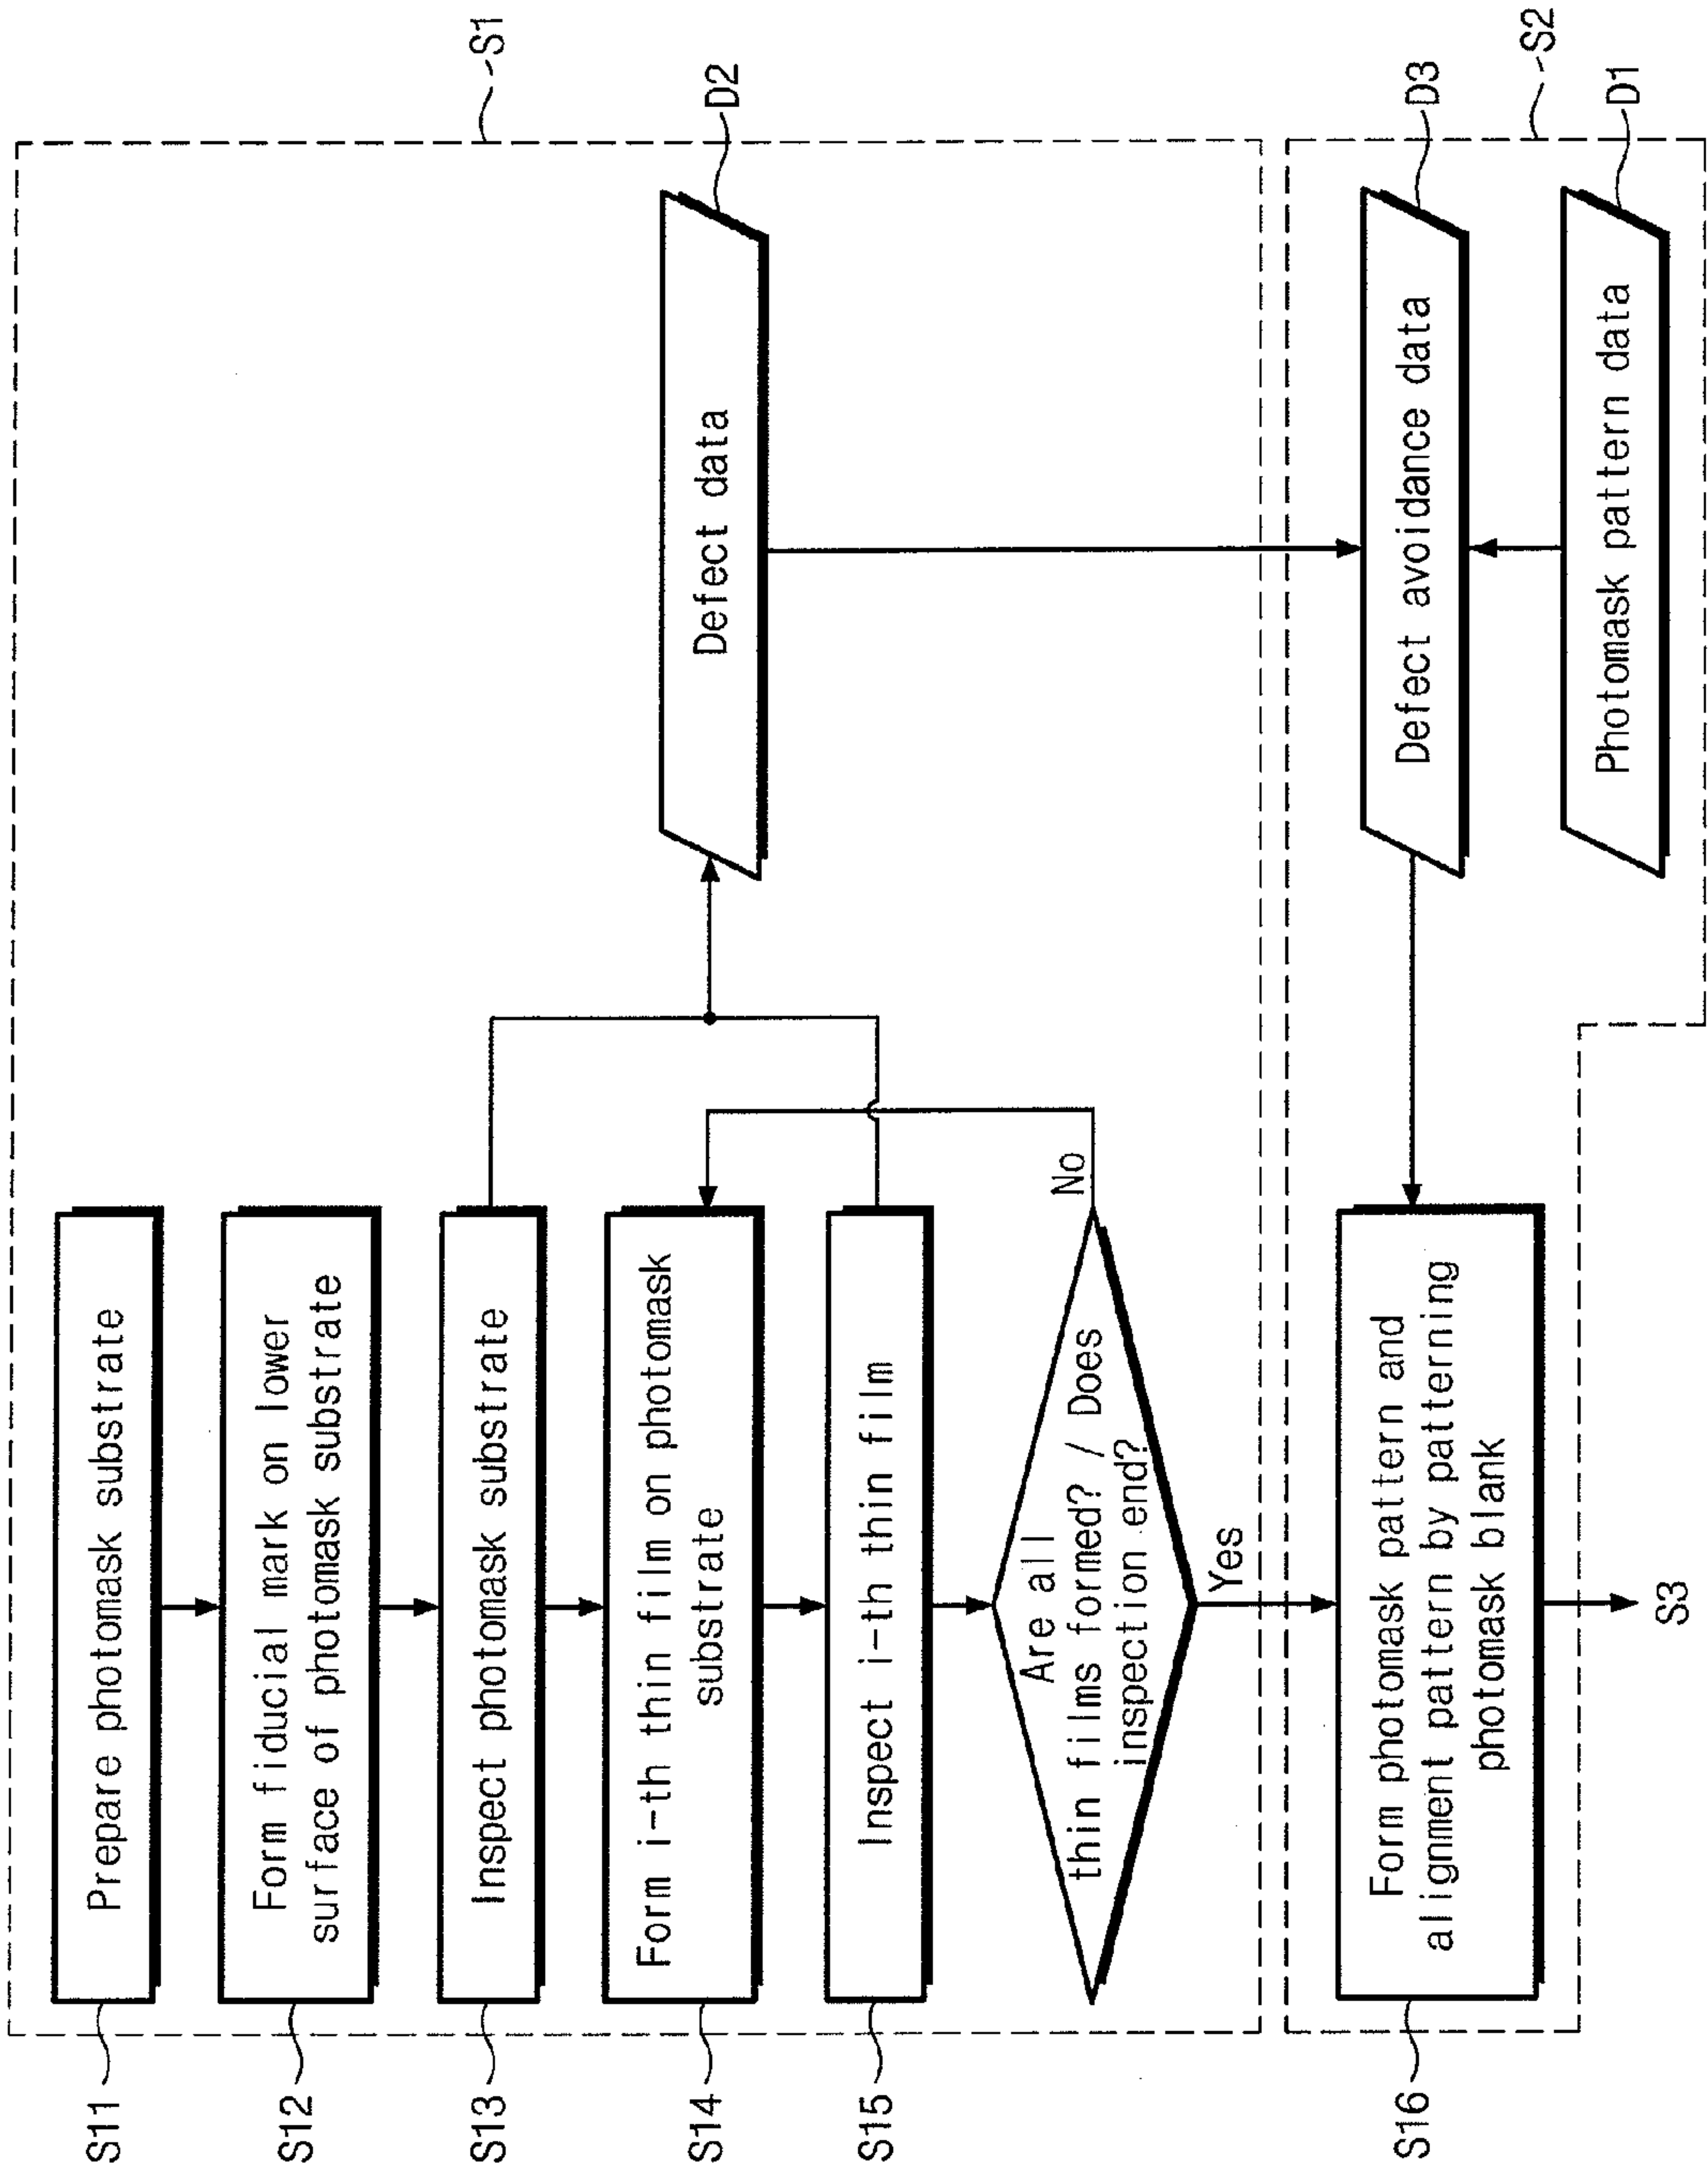 S1
S11
Prepare photomask substrate
S12
Form fiducial mark on lower
surface of photomask substrate
S13
Inspect photomask substrate
S14
Form i-th thin film on photomask
substrate
D2
Defect data
S15
Inspect i-th thin film
Are all
thin films formed? / Does
inspection end?
No
Yes
S2
S16
Form photomask pattern and
alignment pattern by patterning
photomask blank
D3
Defect avoidance data
D1
Photomask pattern data
S3